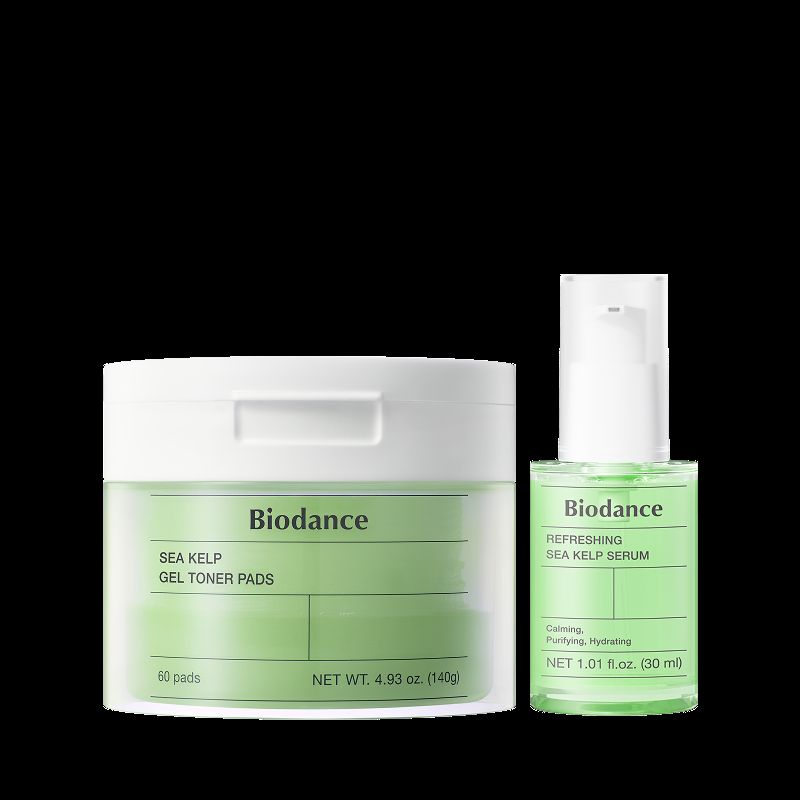 Biodance
SEA KELP
GEL TONER PADS
60 pads
NET WT. 4.93 oz. (140g)
Biodance
REFRESHING
SEA KELP SERUM
Calming,
Purifying, Hydrating
NET 1.01 fl.oz. (30 ml)